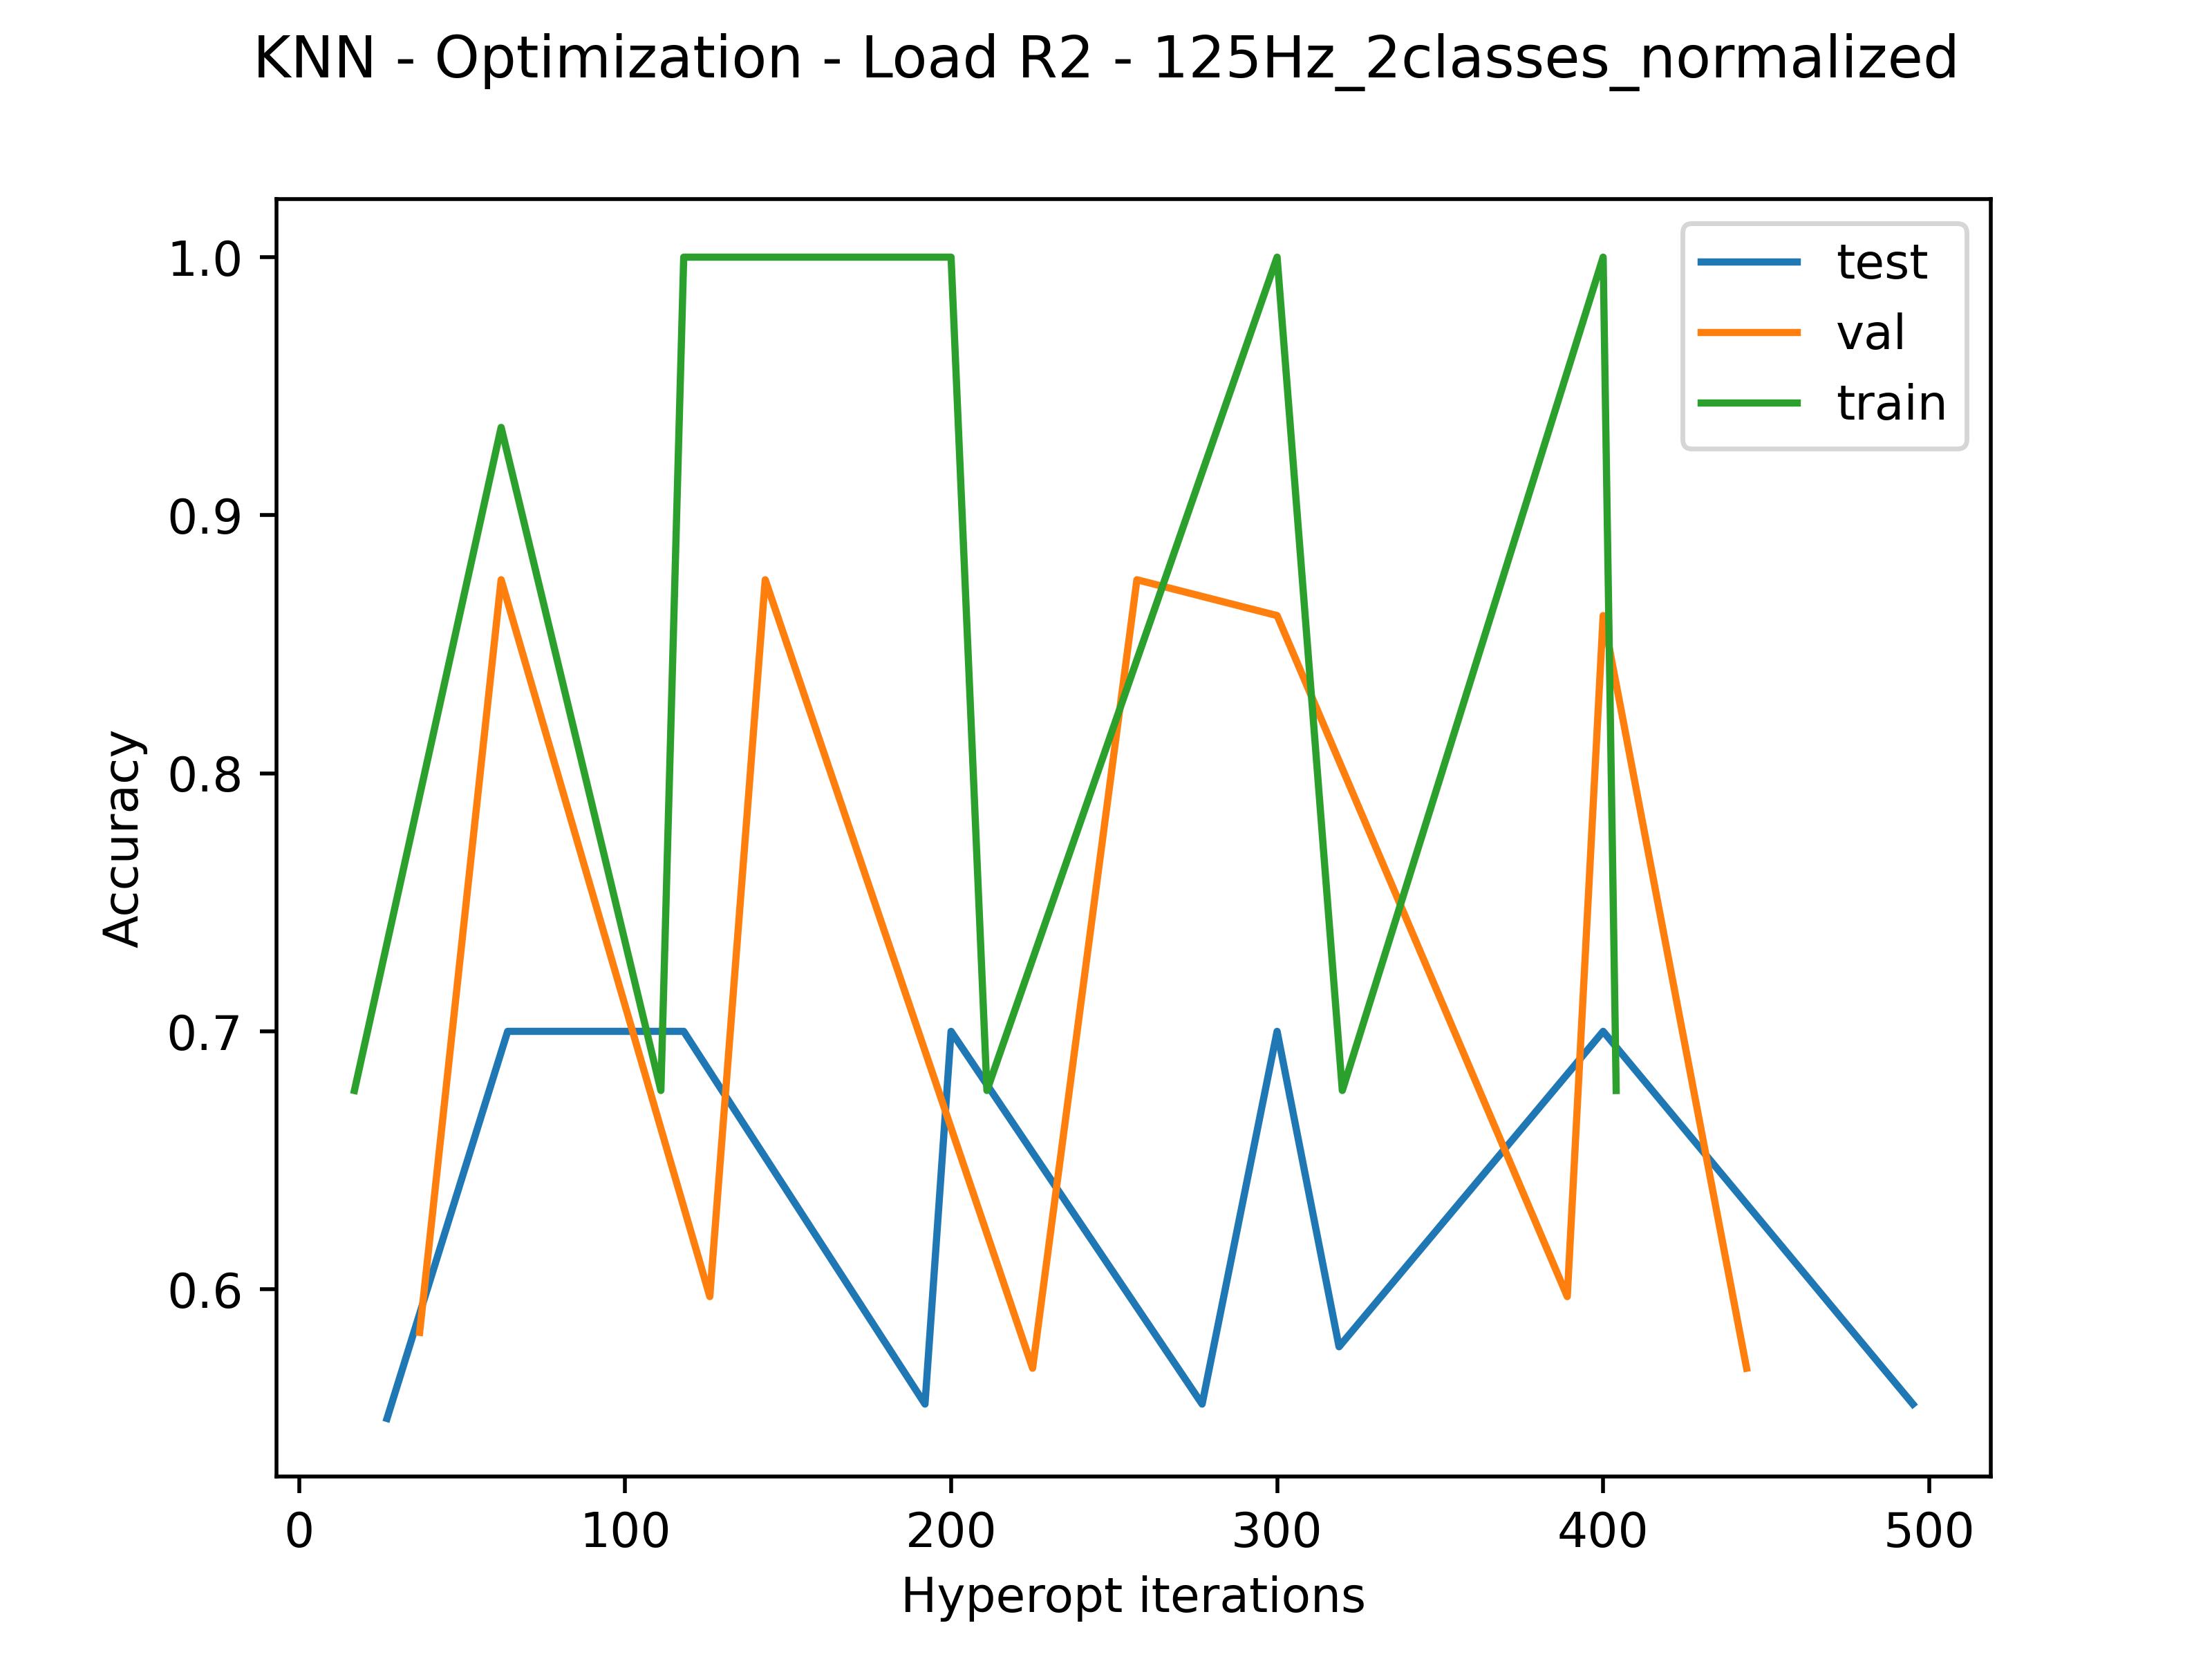 KNN - Optimization - Load R2 - 125Hz_2classes_normalized
1.0
0.9
0.8
0.7
0.6
Accuracy
test
val
train
0 100 200 300 400 500
Hyperopt iterations